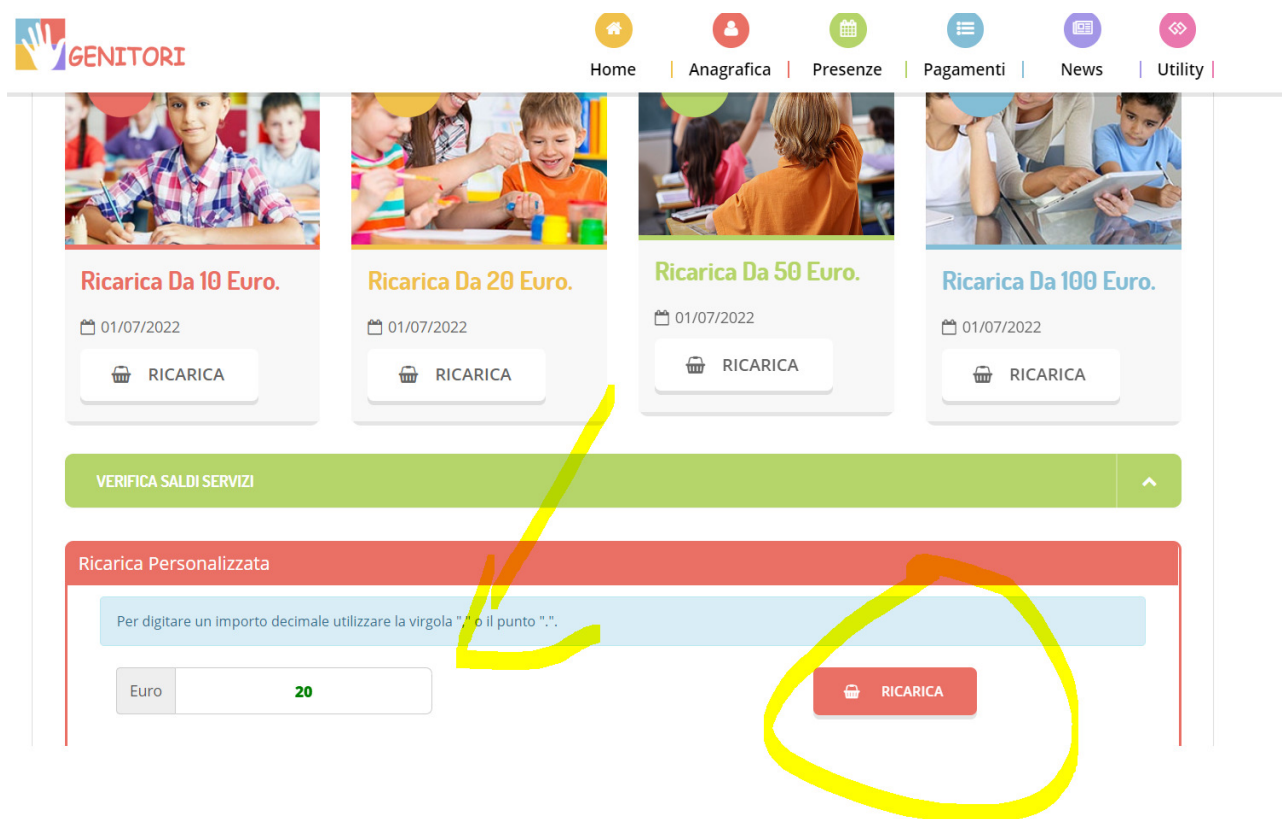 GENITORI
Home
Anagrafica
Presenze
Pagamenti
News
Utility
Ricarica Da 10 Euro.
01/07/2022
RICARICA
Ricarica Da 20 Euro.
01/07/2022
RICARICA
Ricarica Da 50 Euro.
01/07/2022
RICARICA
Ricarica Da 100 Euro.
01/07/2022
RICARICA
VERIFICA SALDI SERVIZI
Ricarica Personalizzata
Per digitare un importo decimale utilizzare la virgola "," o il punto ".".
Euro 20
RICARICA